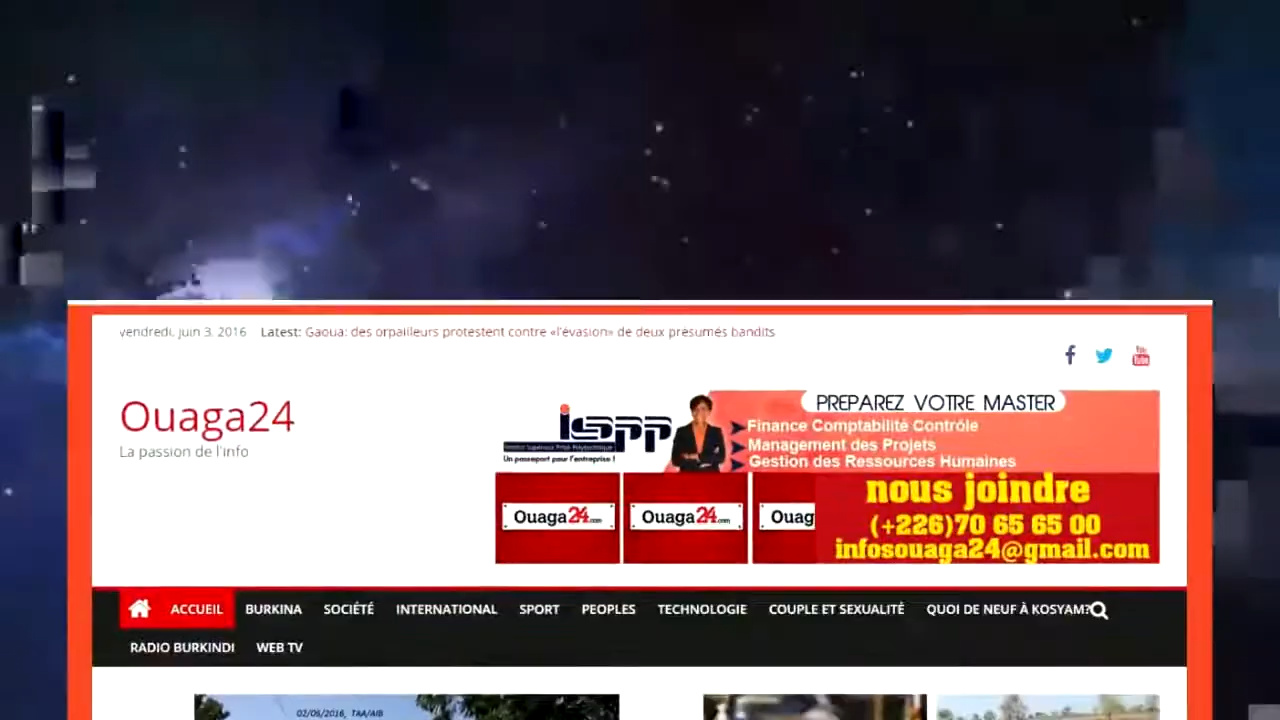 vendredi, juin 3, 2016 Latest: Gaoua: des orpailleurs protestent contre «l'évasion» de deux présumés bandits
Ouaga24
La passion de l'info
ispp
Un passeport pour l'entreprise !
PREPAREZ VOTRE MASTER
Finance Comptabilité Contrôle
Management des Projets
Gestion des Ressources Humaines
Ouaga24.com Ouaga24.com Ouag
nous joindre
(+226)70 65 65 00
infosouaga24@gmail.com
ACCUEIL BURKINA SOCIÉTÉ INTERNATIONAL SPORT PEOPLES TECHNOLOGIE COUPLE ET SEXUALITÉ QUOI DE NEUF À KOSYAM?
RADIO BURKINDI WEB TV
02/06/2016, TAA/AIB